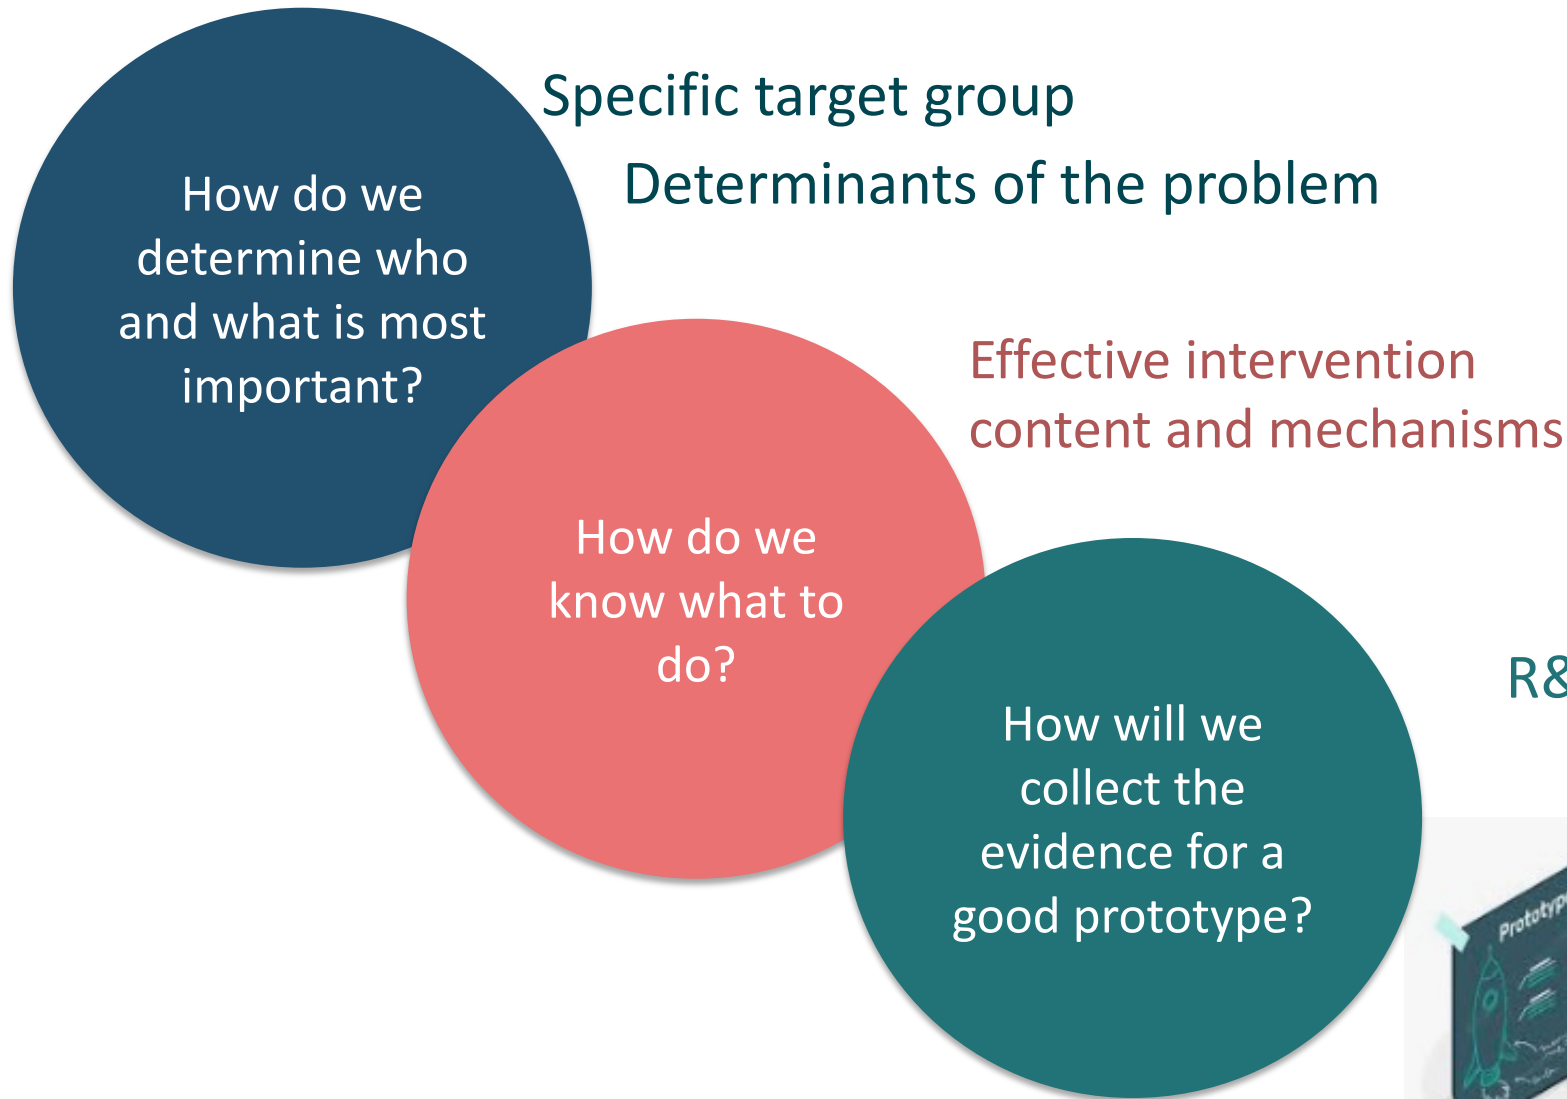 How do we
determine who
and what is most
important?
Specific target group
Determinants of the problem
How do we
know what to
do?
Effective intervention
content and mechanisms
How will we
collect the
evidence for a
good prototype?
R&
Prototype